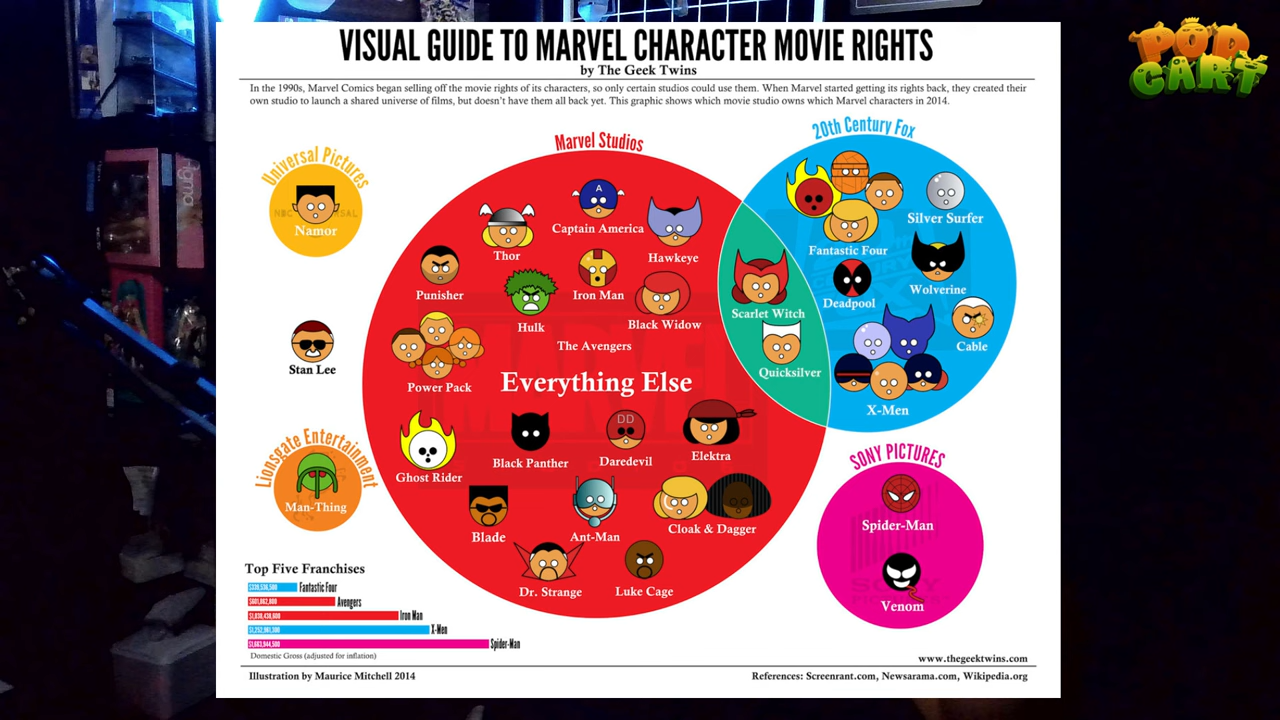 POD
CART
VISUAL GUIDE TO MARVEL CHARACTER MOVIE RIGHTS
by The Geek Twins
In the 1990s, Marvel Comics began selling off the movie rights of its characters, so only certain studios could use them. When Marvel started getting its rights back, they created their
own studio to launch a shared universe of films, but doesn't have them all back yet. This graphic shows which movie studio owns which Marvel characters in 2014.
Universal Pictures
Namor
Stan Lee
Lionsgate Entertainment
Man-Thing
Marvel Studios
A
Captain America
Thor
Hawkeye
Punisher
Iron Man
Hulk
Black Widow
The Avengers
Power Pack
Everything Else
DD
Ghost Rider
Black Panther
Daredevil
Elektra
Blade
Ant-Man
Cloak & Dagger
Dr. Strange
Luke Cage
Scarlet Witch
Quicksilver
20th Century Fox
Silver Surfer
Fantastic Four
Deadpool
Wolverine
Cable
X-Men
SONY PICTURES
Spider-Man
Venom
Top Five Franchises
Fantastic Four
Avengers
Iron Man
X-Men
Spider-Man
Domestic Gross (adjusted for inflation)
www.thegeektwins.com
Illustration by Maurice Mitchell 2014
References: Screenrant.com, Newsarama.com, Wikipedia.org
figma